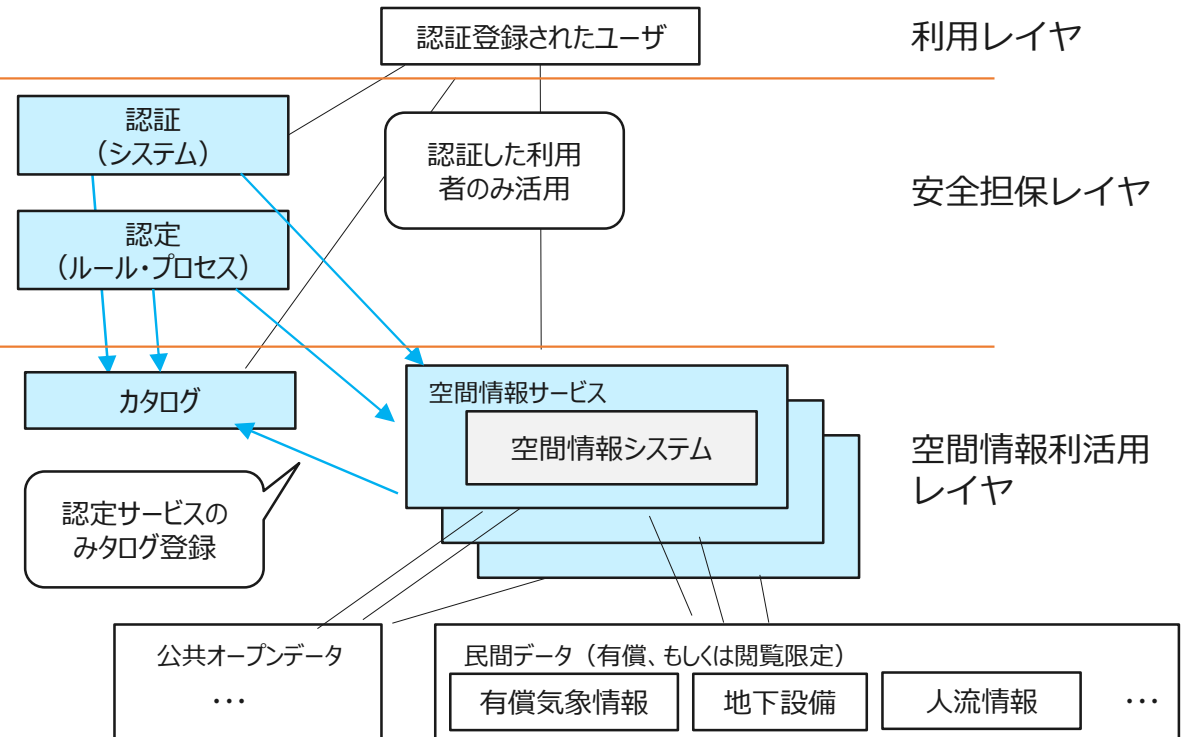 認証登録されたユーザ
利用レイヤ
認証
（システム）
認証した利用
者のみ活用
安全担保レイヤ
認定
（ルール・プロセス）
カタログ
空間情報サービス
空間情報システム
空間情報利活用
レイヤ
認定サービスの
みタログ登録
公共オープンデータ
…
民間データ（有償、もしくは閲覧限定）
有償気象情報
地下設備
人流情報
…